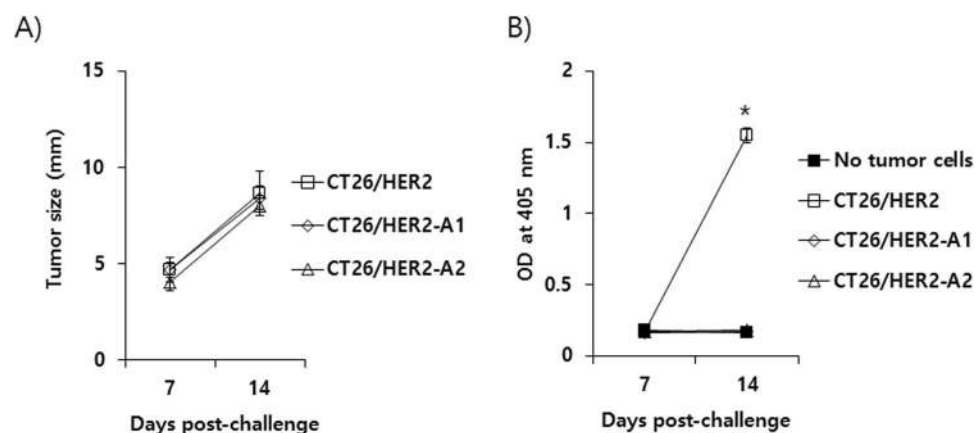 A)
15
10
5
0
Tumor size (mm)
7 14
Days post-challenge
CT26/HER2
CT26/HER2-A1
CT26/HER2-A2
B)
2
1.5
1
0.5
0
OD at 405 nm
*
7 14
Days post-challenge
No tumor cells
CT26/HER2
CT26/HER2-A1
CT26/HER2-A2